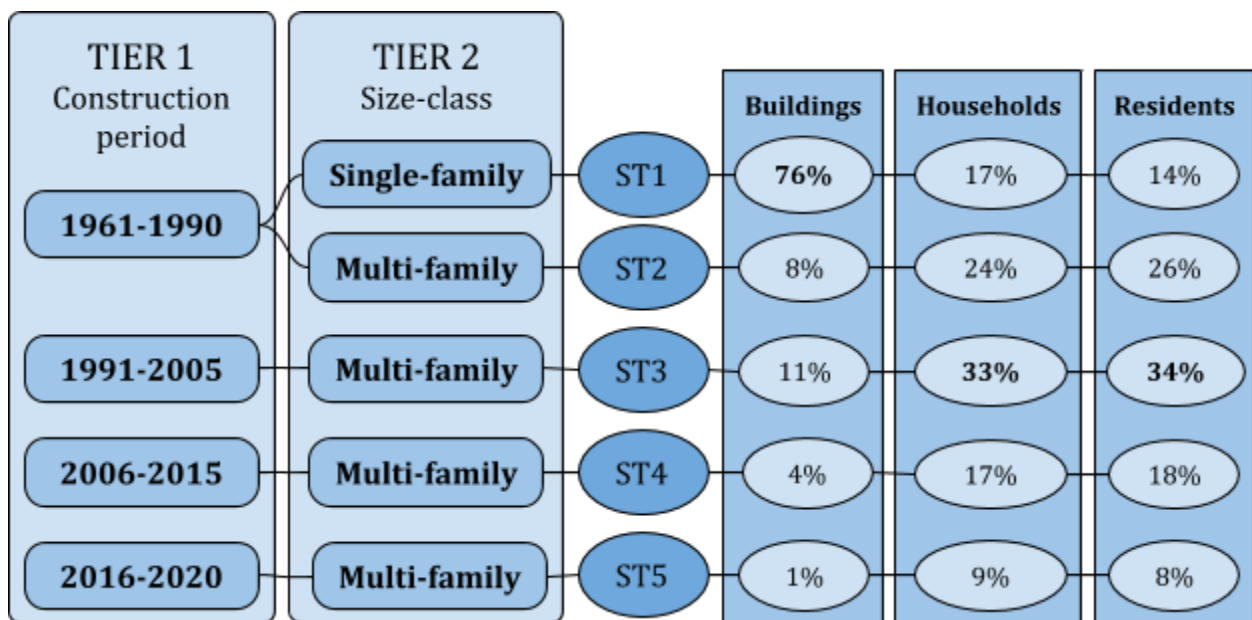 TIER 1
Construction
period
TIER 2
Size-class
Buildings
Households
Residents
1961-1990
Single-family
ST1
76%
17%
14%
Multi-family
ST2
8%
24%
26%
1991-2005
Multi-family
ST3
11%
33%
34%
2006-2015
Multi-family
ST4
4%
17%
18%
2016-2020
Multi-family
ST5
1%
9%
8%